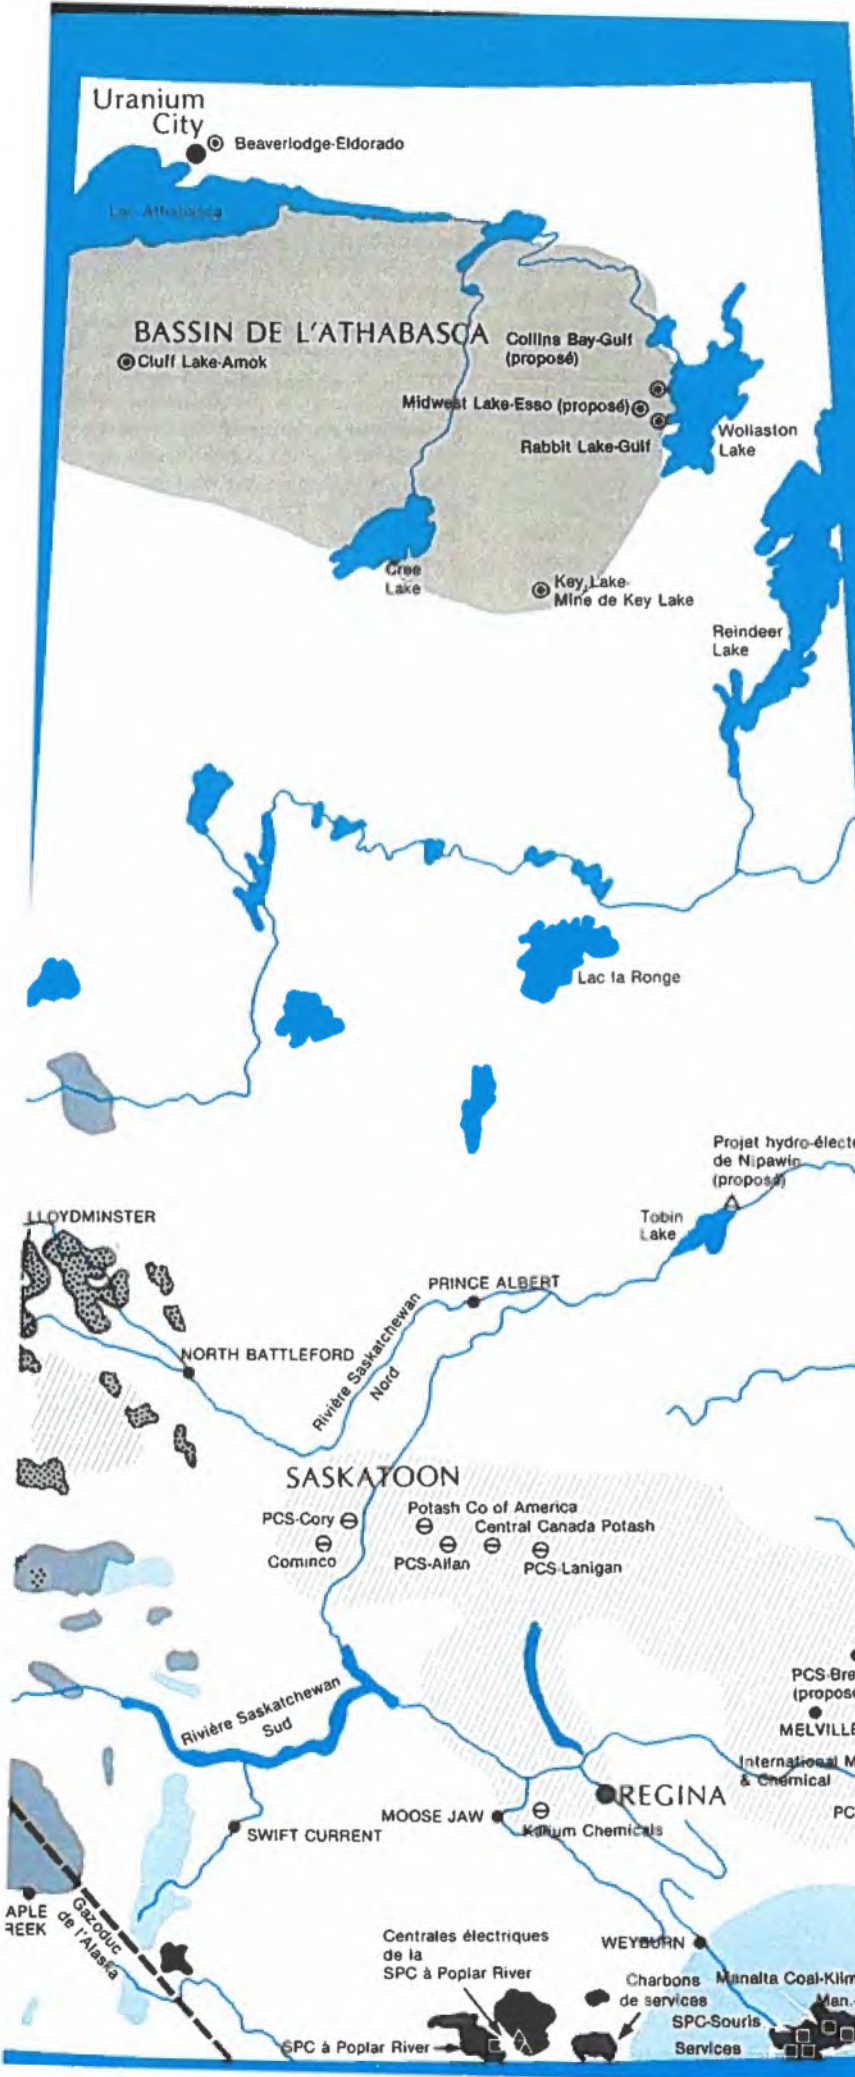 Uranium
City
Beaverlodge-Eldorado
Lac Athabasca
BASSIN DE L'ATHABASCA
Collins Bay-Gulf
(proposé)
Cluff Lake-Amok
Midwest Lake-Esso (proposé)
Rabbit Lake-Gulf
Wollaston
Lake
Cree
Lake
Key Lake-
Mine de Key Lake
Reindeer
Lake
Lac la Ronge
Projet hydro-électr
de Nipawin
(proposé)
LLOYDMINSTER
Tobin
Lake
PRINCE ALBERT
NORTH BATTLEFORD
Rivière Saskatchewan
Nord
SASKATOON
PCS-Cory
Potash Co of America
Central Canada Potash
Cominco
PCS-Allan
PCS-Lanigan
PCS-Bre
(proposé
MELVILLE
Rivière Saskatchewan
Sud
International M
& Chemical
REGINA
MOOSE JAW
Kalium Chemicals
PC
SWIFT CURRENT
APLE
REEK
Gazoduc
de l'Alaska
Centrales électriques
de la
SPC à Poplar River
WEYBURN
Charbons
de services
Manalta Coal-Klim
Man.-
SPC-Souris
SPC à Poplar River
Services